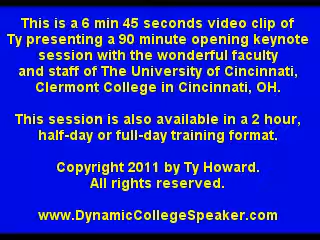 This is a 6 min 45 seconds video clip of
Ty presenting a 90 minute opening keynote
session with the wonderful faculty
and staff of The University of Cincinnati,
Clermont College in Cincinnati, OH.
This session is also available in a 2 hour,
half-day or full-day training format.
Copyright 2011 by Ty Howard.
All rights reserved.
www.DynamicCollegeSpeaker.com